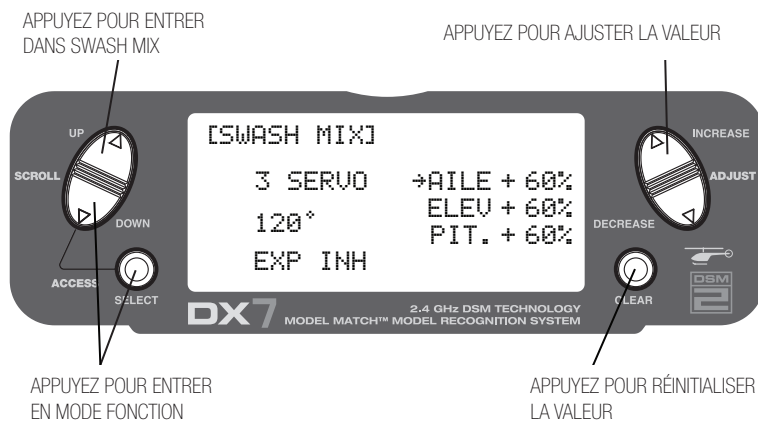 APPUYEZ POUR ENTRER
DANS SWASH MIX
APPUYEZ POUR AJUSTER LA VALEUR
UP
SCROLL
DOWN
ACCESS
SELECT
[SWASH MIX]
3 SERVO
120°
EXP INH
→AILE + 60%
ELEV + 60%
PIT. + 60%
INCREASE
ADJUST
DECREASE
CLEAR
DSM
2
DX7
2.4 GHz DSM TECHNOLOGY
MODEL MATCH™ MODEL RECOGNITION SYSTEM
APPUYEZ POUR ENTRER
EN MODE FONCTION
APPUYEZ POUR RÉINITIALISER
LA VALEUR